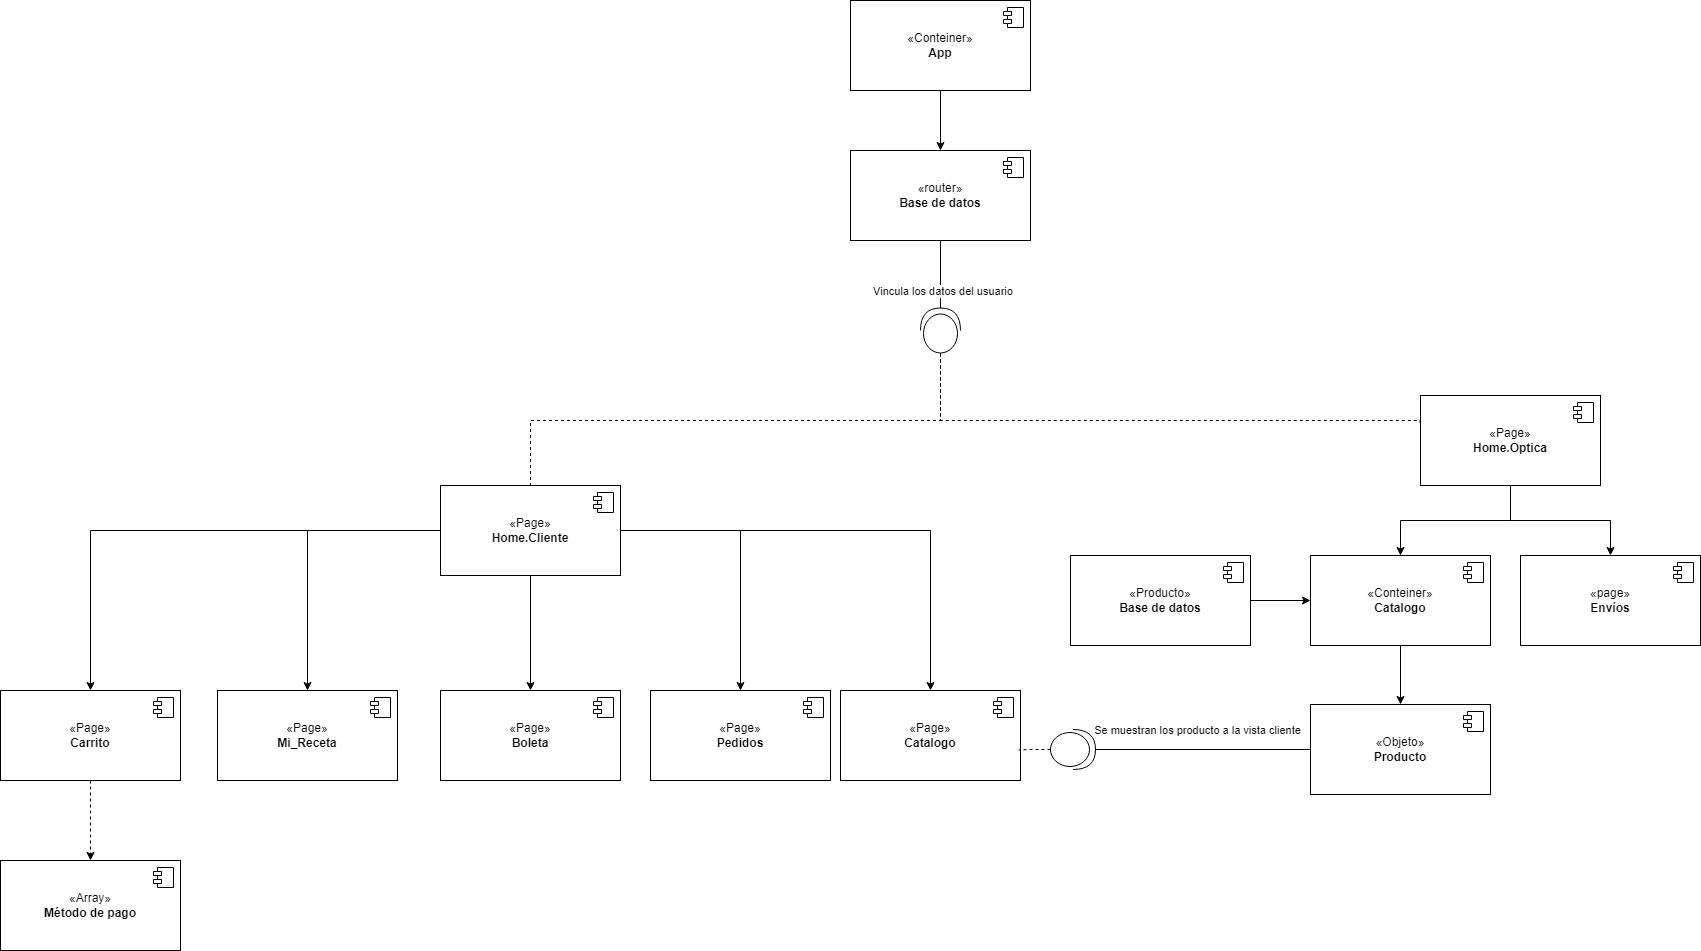 «Conteiner»
App
«router»
Base de datos
Vincula los datos del usuario
«Page»
Home.Optica
«Page»
Home.Cliente
«Producto»
Base de datos
«Conteiner»
Catalogo
«page»
Envíos
«Page»
Carrito
«Page»
Mi_Receta
«Page»
Boleta
«Page»
Pedidos
«Page»
Catalogo
Se muestran los producto a la vista cliente
«Objeto»
Producto
«Array»
Método de pago